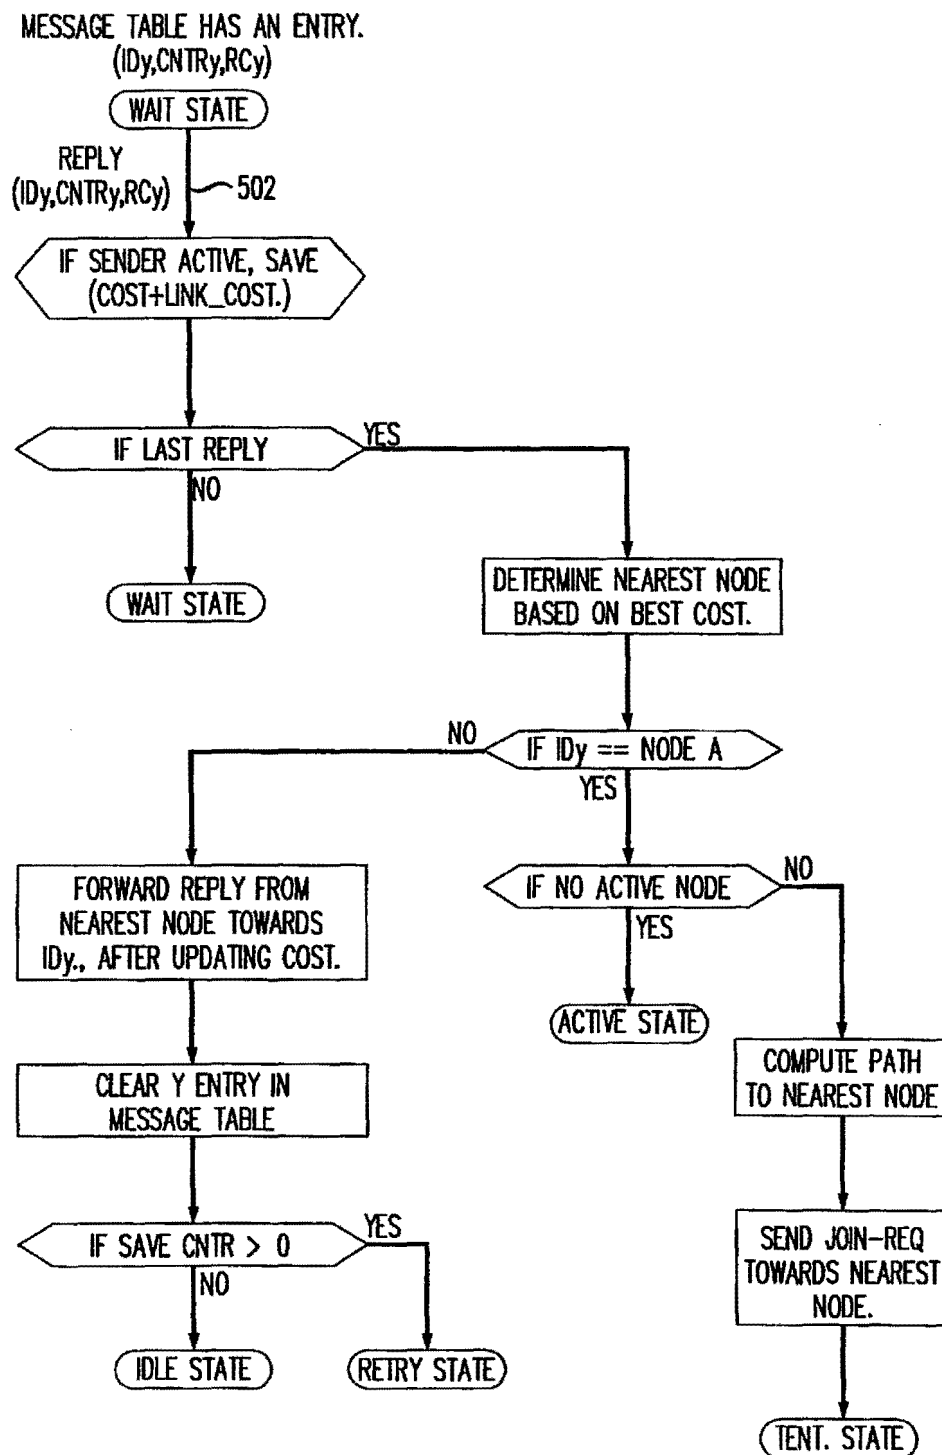 MESSAGE TABLE HAS AN ENTRY.
(IDy,CNTRy,RCy)
WAIT STATE
REPLY
(IDy,CNTRy,RCy)
502
IF SENDER ACTIVE, SAVE
(COST+LINK_COST.)
IF LAST REPLY
YES
NO
WAIT STATE
DETERMINE NEAREST NODE
BASED ON BEST COST.
NO
IF IDy == NODE A
YES
FORWARD REPLY FROM
NEAREST NODE TOWARDS
IDy., AFTER UPDATING COST.
IF NO ACTIVE NODE
NO
YES
ACTIVE STATE
CLEAR Y ENTRY IN
MESSAGE TABLE
COMPUTE PATH
TO NEAREST NODE
IF SAVE CNTR > 0
YES
NO
SEND JOIN-REQ
TOWARDS NEAREST
NODE.
IDLE STATE
RETRY STATE
TENT. STATE